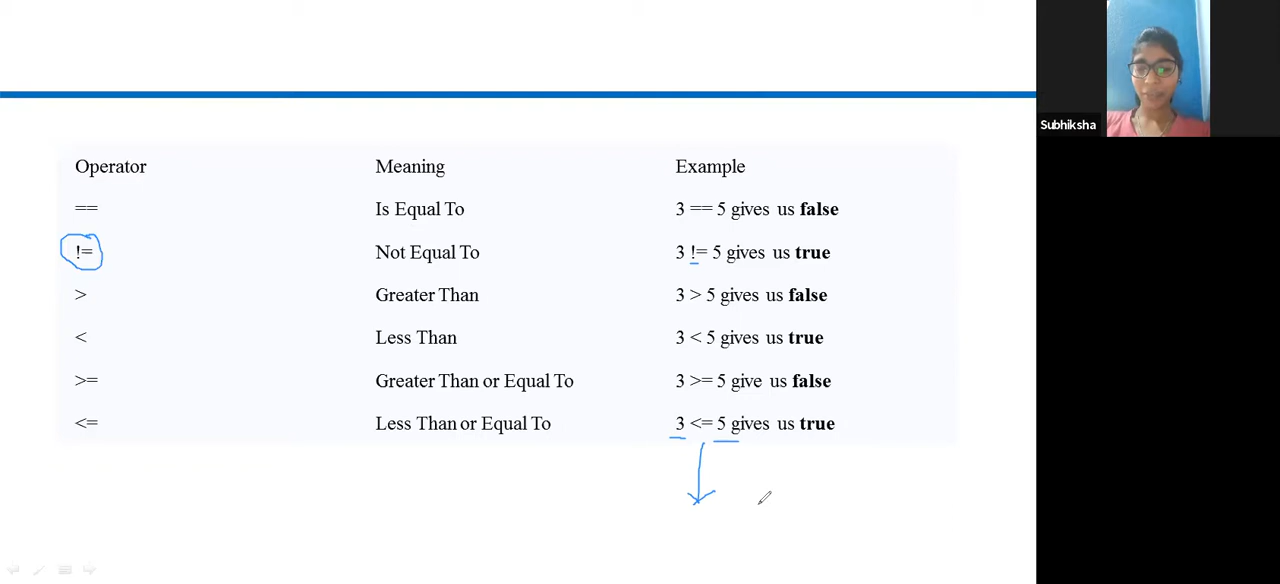 Subhiksha
Operator Meaning Example
== Is Equal To 3 == 5 gives us false
!= Not Equal To 3 != 5 gives us true
> Greater Than 3 > 5 gives us false
< Less Than 3 < 5 gives us true
>= Greater Than or Equal To 3 >= 5 give us false
<= Less Than or Equal To 3 <= 5 gives us true